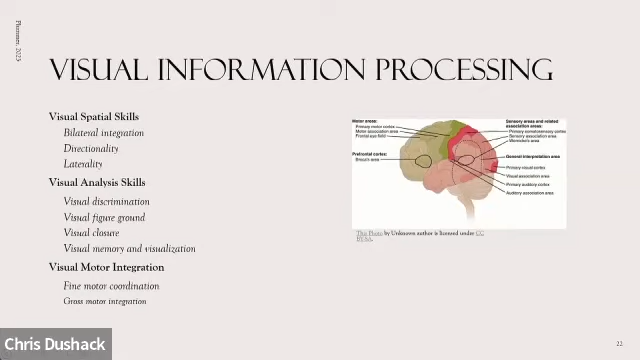 VISUAL INFORMATION PROCESSING
Visual Spatial Skills
Bilateral integration
Directionality
Laterality
Visual Analysis Skills
Visual discrimination
Visual figure ground
Visual closure
Visual memory and visualization
Visual Motor Integration
Fine motor coordination
Gross motor integration
Motor areas:
Primary motor cortex
Motor association area
Frontal eye field
Prefrontal cortex:
Broca's area
Sensory areas and related
association areas:
Primary somatosensory cortex
Sensory association area
Wernicke's area
General interpretation area
Primary visual cortex
Visual association area
Primary auditory cortex
Auditory association area
This Photo by Unknown author is licensed under CC
BY-SA.
Chris Dushack
22